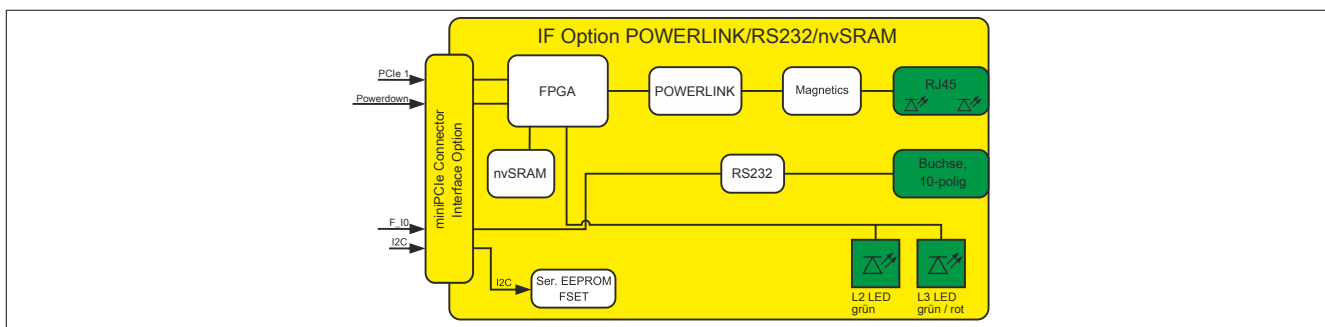 IF Option POWERLINK/RS232/nvSRAM
PCIe 1
Powerdown
miniPCIe Connector
Interface Option
FPGA
POWERLINK
Magnetics
RJ45
nvSRAM
RS232
Buchse,
10-polig
F_I0
I2C
I2C
Ser. EEPROM
FSET
L2 LED
grün
L3 LED
grün / rot